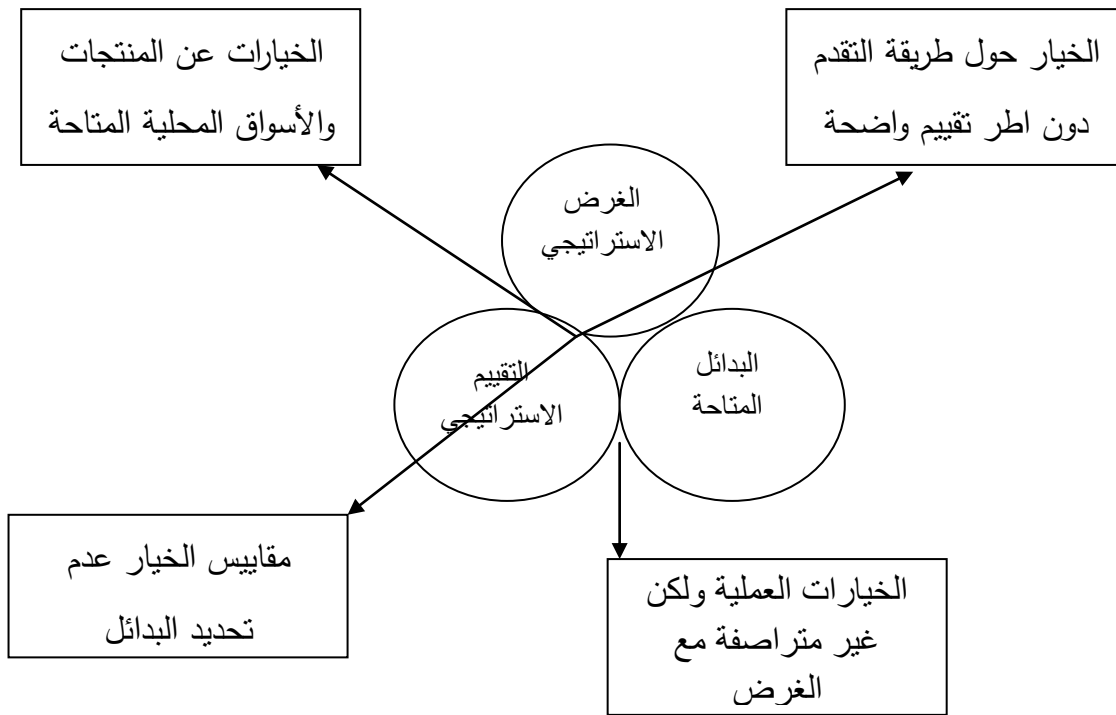 الخيار حول طريقة التقدم
دون اطر تقييم واضحة
الخيارات عن المنتجات
والأسواق المحلية المتاحة
الغرض
الاستراتيجي
البدائل
المتاحة
التقييم
الاستراتيجي
الخيارات العملية ولكن
غير متراصفة مع
الغرض
مقاييس الخيار عدم
تحديد البدائل